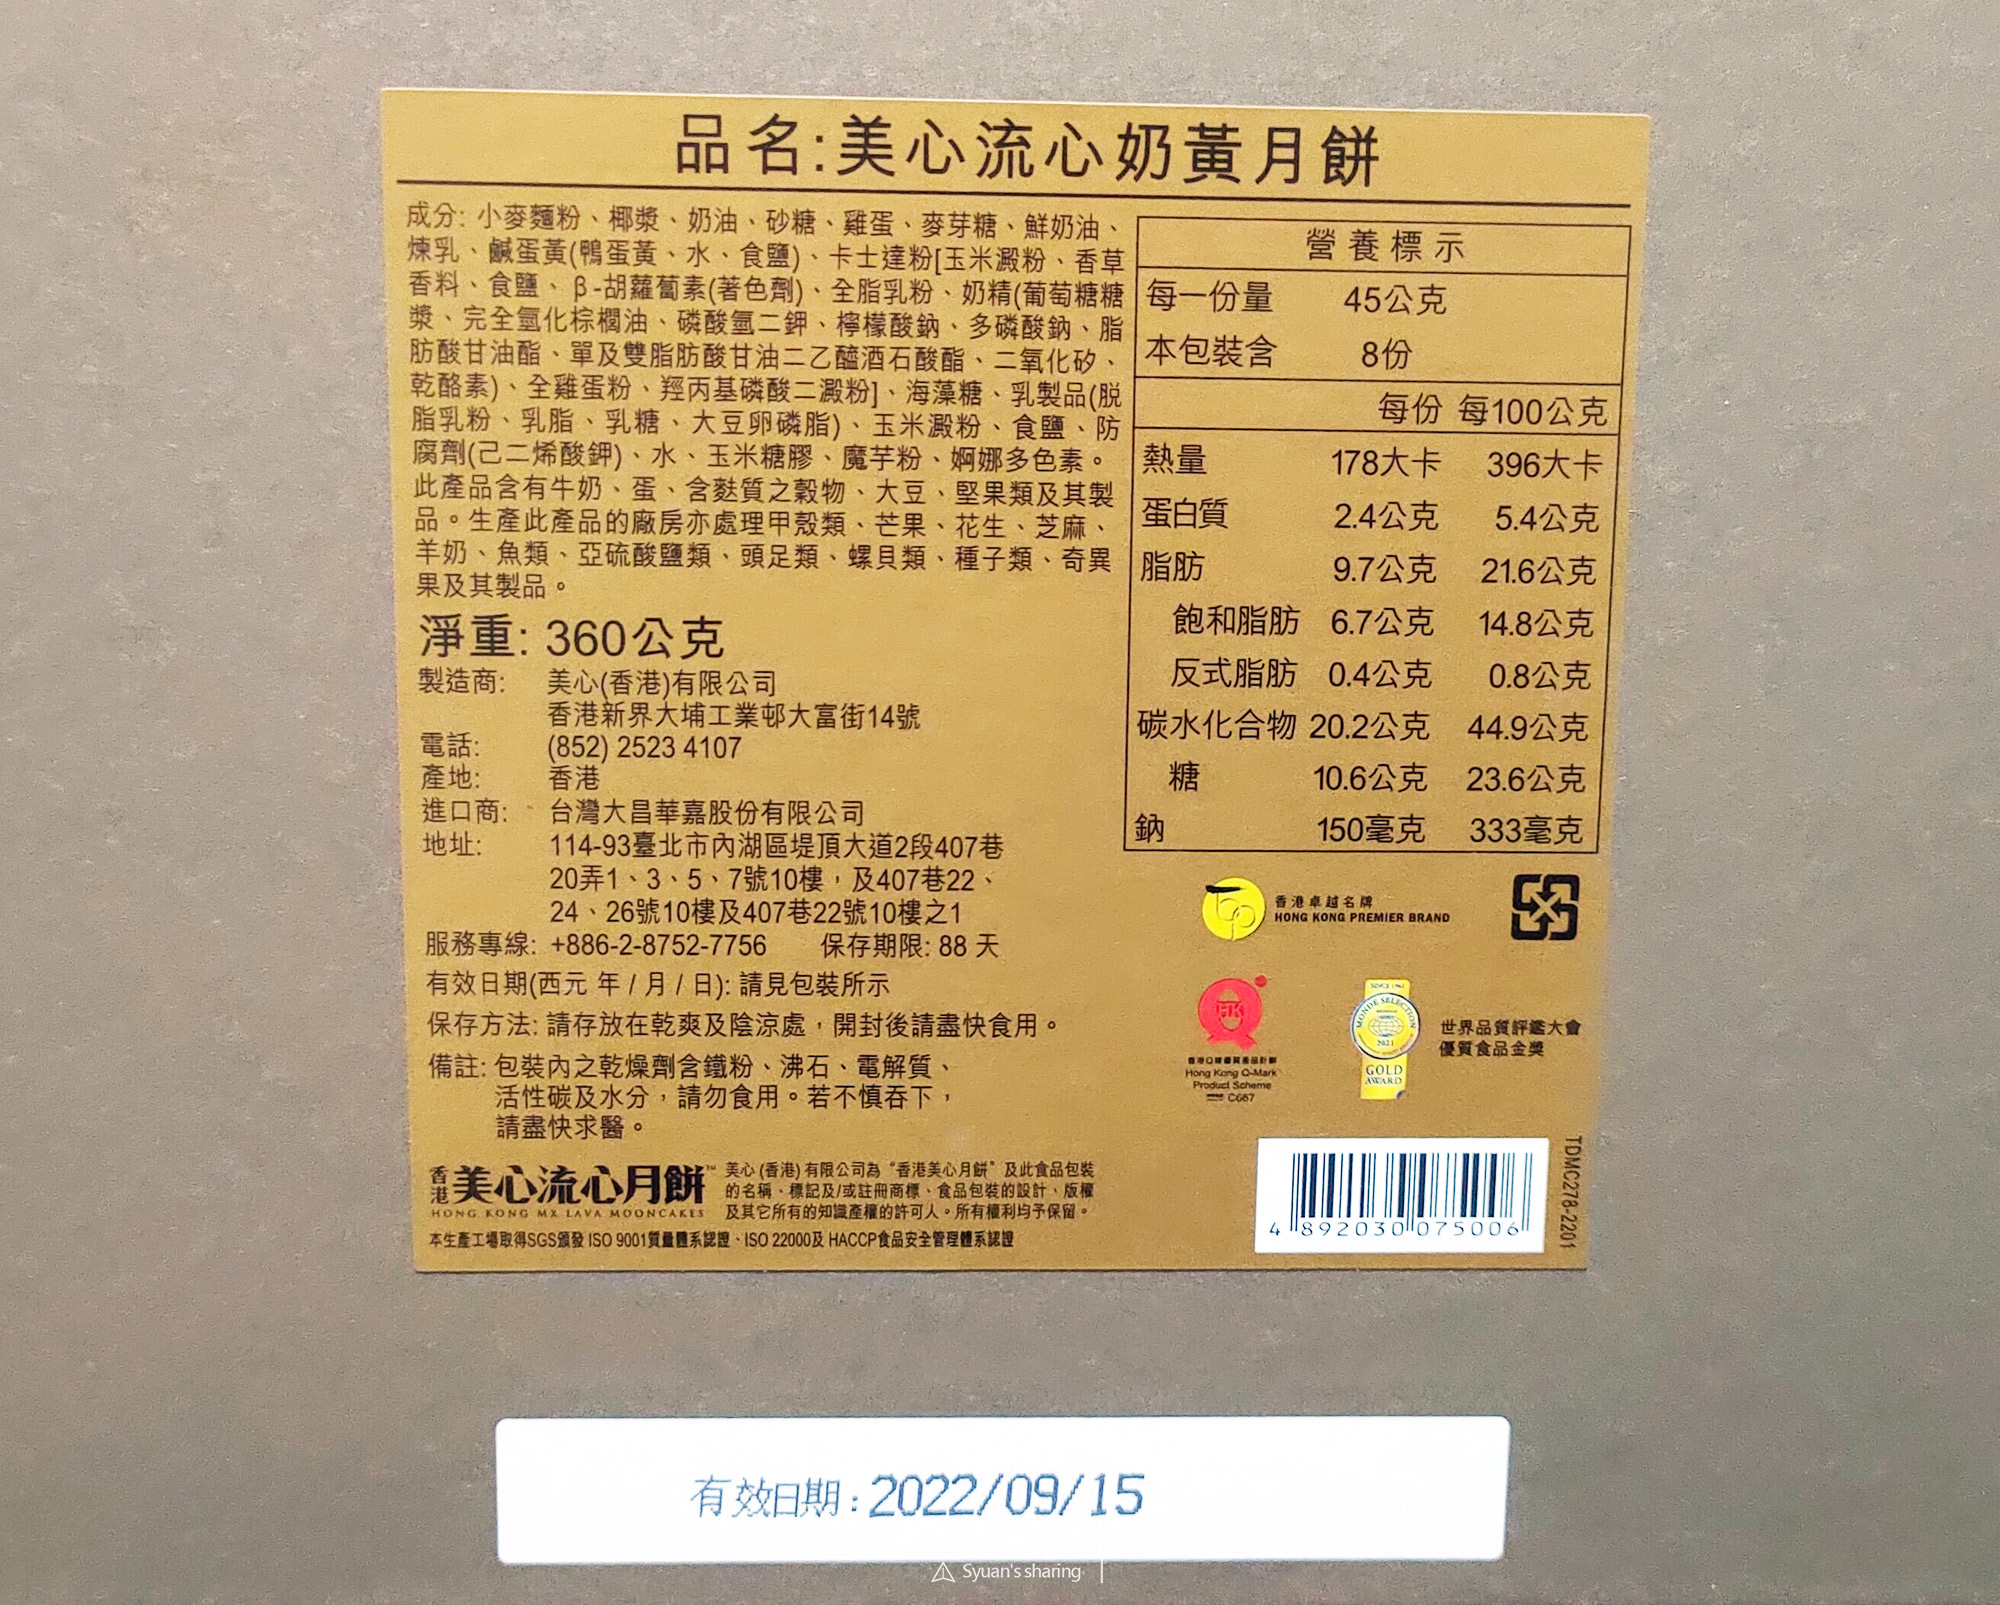 品名:美心流心奶黃月餅
成分: 小麥麵粉、椰漿、奶油、砂糖、雞蛋、麥芽糖、鮮奶油、
煉乳、鹹蛋黃(鴨蛋黃、水、食鹽)、卡士達粉[玉米澱粉、香草
香料、食鹽、β-胡蘿蔔素(著色劑)、全脂乳粉、奶精(葡萄糖糖
漿、完全氫化棕櫚油、磷酸氫二鉀、檸檬酸鈉、多磷酸鈉、脂
肪酸甘油酯、單及雙脂肪酸甘油二乙醯酒石酸酯、二氧化矽、
乾酪素)、全雞蛋粉、羥丙基磷酸二澱粉]、海藻糖、乳製品(脫
脂乳粉、乳脂、乳糖、大豆卵磷脂)、玉米澱粉、食鹽、防
腐劑(己二烯酸鉀)、水、玉米糖膠、魔芋粉、婀娜多色素。
此產品含有牛奶、蛋、含麩質之穀物、大豆、堅果類及其製
品。生產此產品的廠房亦處理甲殼類、芒果、花生、芝麻、
羊奶、魚類、亞硫酸鹽類、頭足類、螺貝類、種子類、奇異
果及其製品。
淨重: 360公克
製造商: 美心(香港)有限公司
香港新界大埔工業邨大富街14號
電話: (852) 2523 4107
產地: 香港
進口商: 台灣大昌華嘉股份有限公司
地址: 114-93臺北市內湖區堤頂大道2段407巷
20弄1、3、5、7號10樓，及407巷22、
24、26號10樓及407巷22號10樓之1
服務專線: +886-2-8752-7756 保存期限: 88 天
有效日期(西元 年 / 月 / 日): 請見包裝所示
保存方法: 請存放在乾爽及陰涼處，開封後請盡快食用。
備註: 包裝內之乾燥劑含鐵粉、沸石、電解質、
活性碳及水分，請勿食用。若不慎吞下，
請盡快求醫。
香港美心流心月餅™
HONG KONG MX LAVA MOONCAKES
美心 (香港) 有限公司為“香港美心月餅”及此食品包裝
的名稱、標記及/或註冊商標、食品包裝的設計、版權
及其它所有的知識產權的許可人。所有權利均予保留。
本生產工場取得SGS頒發 ISO 9001質量體系認證、ISO 22000及 HACCP食品安全管理體系認證
營養標示
每一份量 45公克
本包裝含 8份
每份 每100公克
熱量 178大卡 396大卡
蛋白質 2.4公克 5.4公克
脂肪 9.7公克 21.6公克
飽和脂肪 6.7公克 14.8公克
反式脂肪 0.4公克 0.8公克
碳水化合物 20.2公克 44.9公克
糖 10.6公克 23.6公克
鈉 150毫克 333毫克
香港卓越名牌
HONG KONG PREMIER BRAND
HK
香港Q嘜優質產品計劃
Hong Kong Q-Mark
Product Scheme
C667
SINCE 1961
MONDE SELECTION
2021
GOLD
AWARD
世界品質評鑑大會
優質食品金獎
4 892030 075006
TDMC278-2201
有效日期:2022/09/15
Syuan's sharing